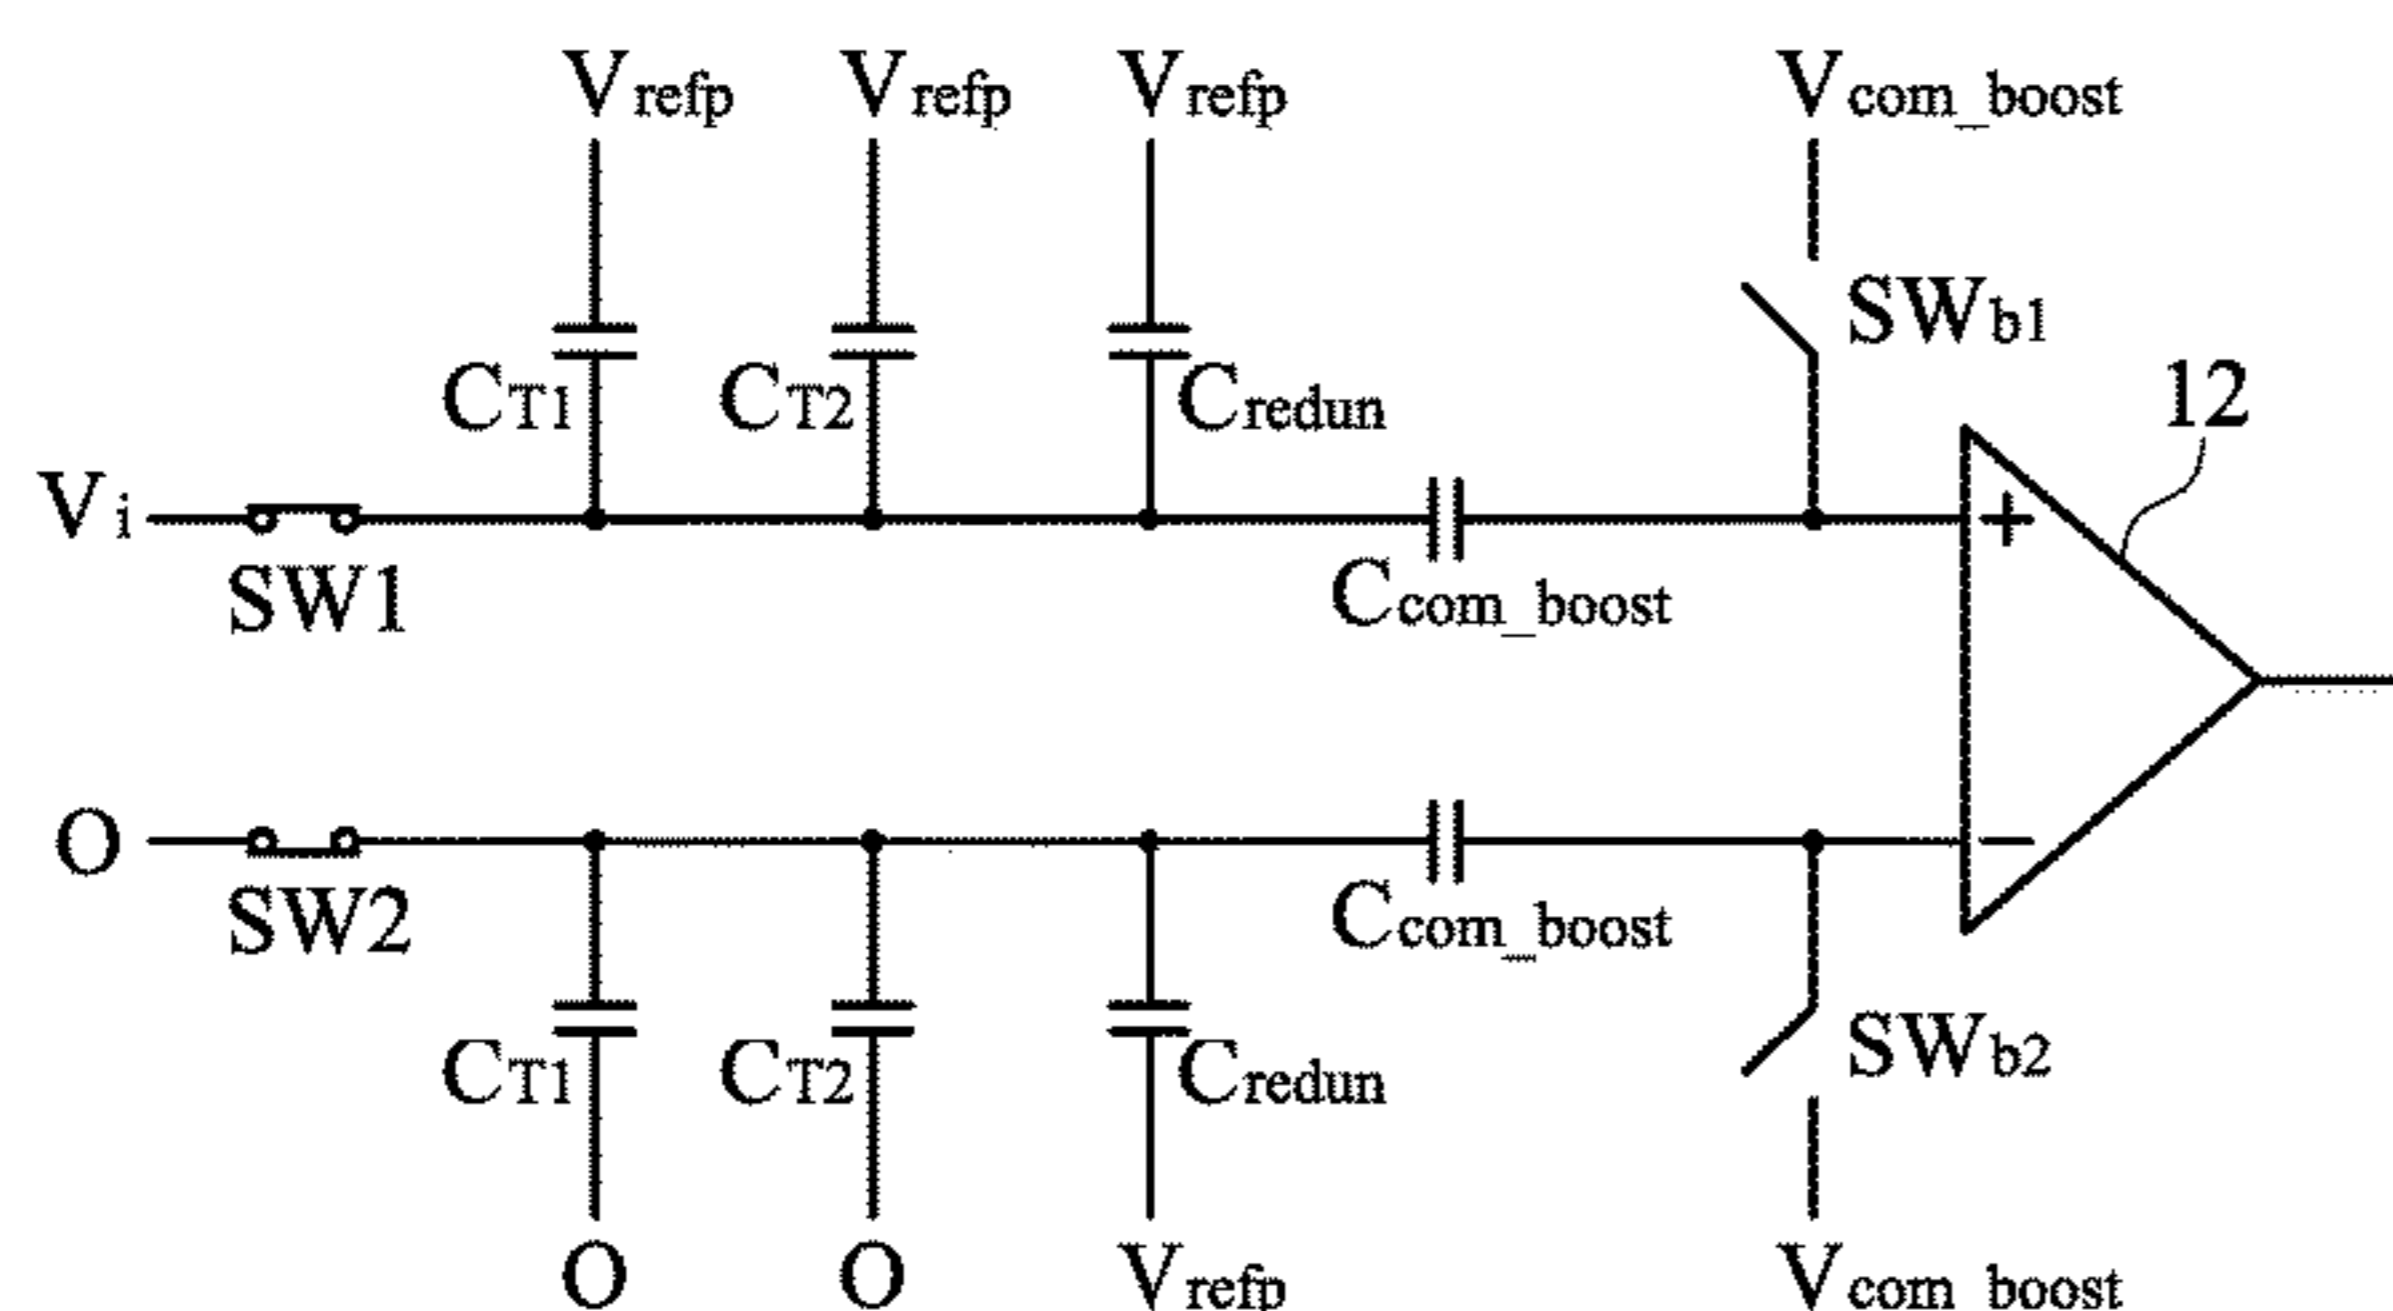 Vrefp Vrefp Vrefp Vcom_boost
SWb1
CT1 CT2 Credun 12
Vi +
SW1 Ccom_boost
O −
SW2 Ccom_boost
CT1 CT2 Credun SWb2
O O Vrefp Vcom_boost